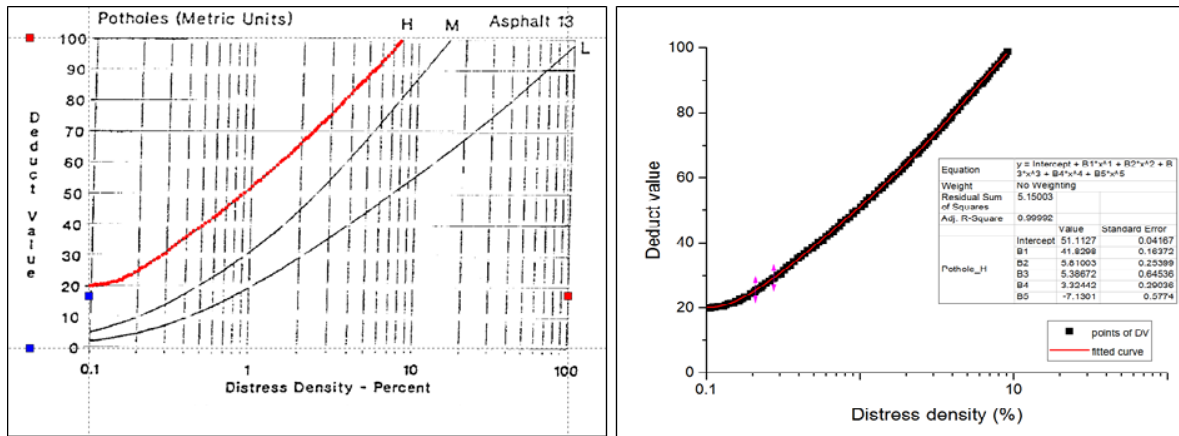 Potholes (Metric Units)
Asphalt 13
H M
L
100
90
80
70
60
50
40
30
20
10
0
Deduct Value
0.1 1 10 100
Distress Density - Percent
100
80
60
40
20
0
Deduct value
0.1 1 10
Distress density (%)
Equation y = Intercept + B1*x^1 + B2*x^2 + B
3*x^3 + B4*x^4 + B5*x^5
Weight No Weighting
Residual Sum
of Squares 5.15003
Adj. R-Square 0.99992
Value Standard Error
Pothole_H
Intercept 51.1127 0.04167
B1 41.8298 0.16372
B2 5.61003 0.25399
B3 5.38672 0.64536
B4 3.32442 0.29036
B5 -7.1301 0.5774
points of DV
fitted curve